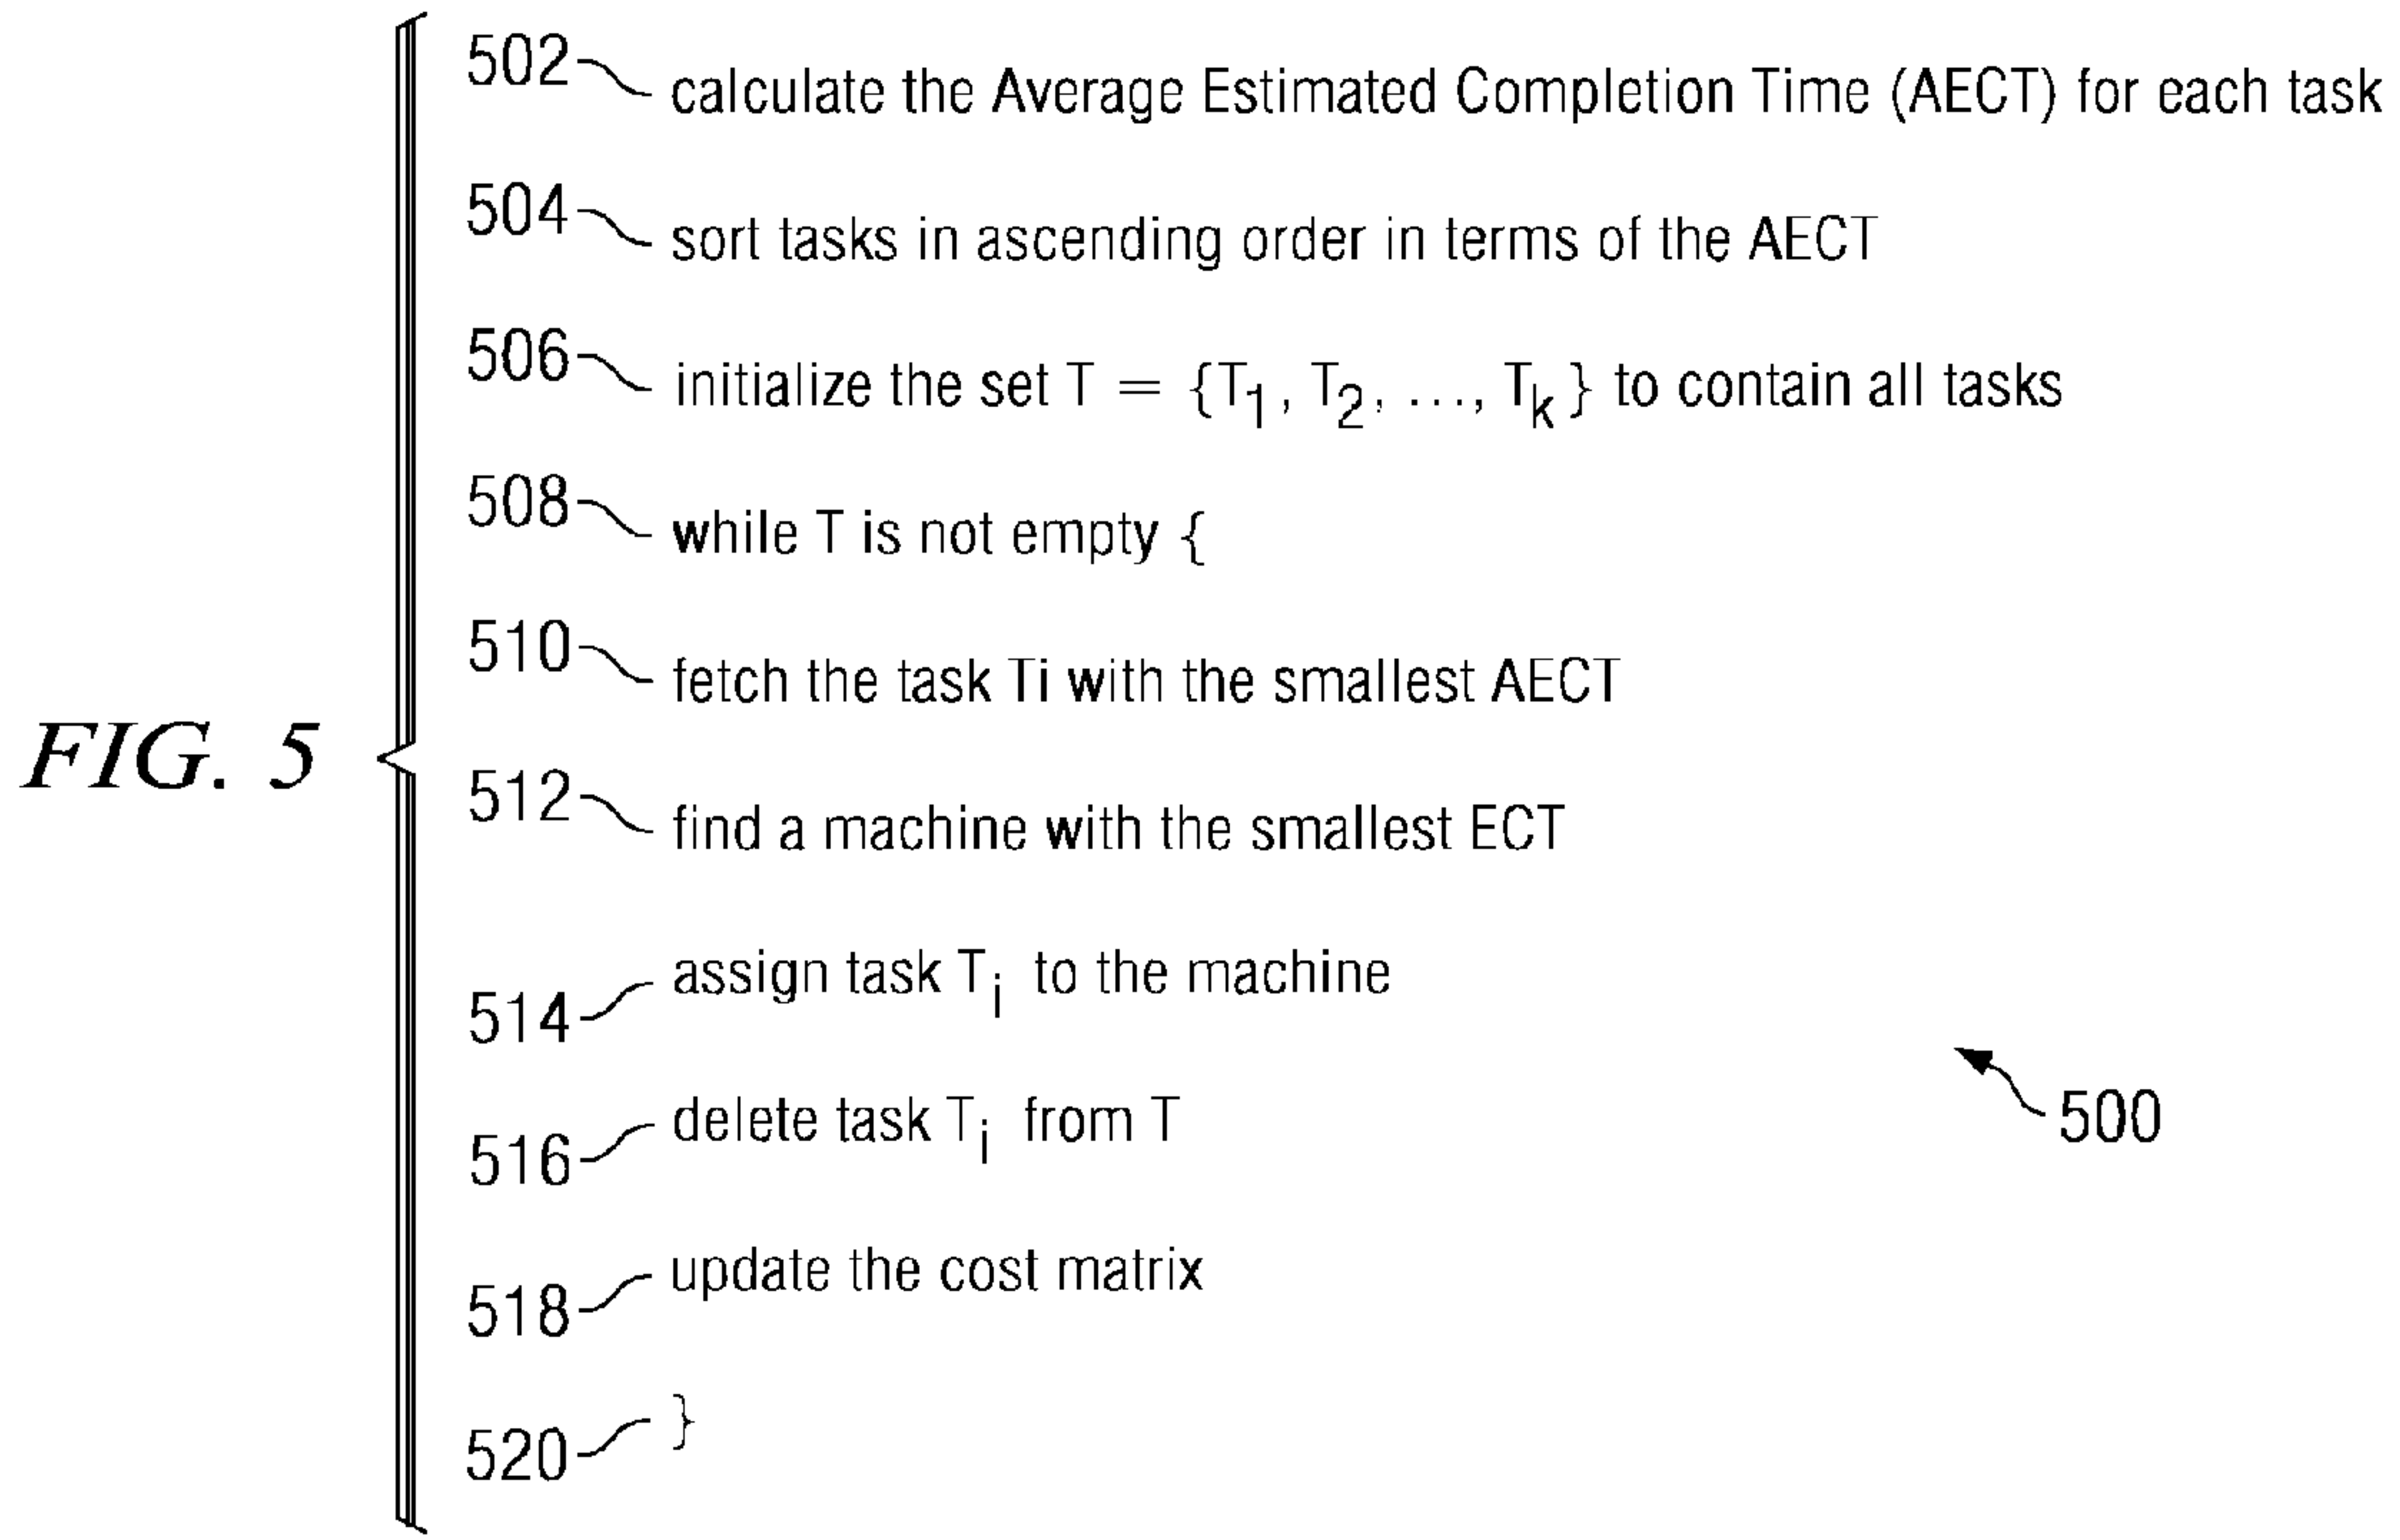 502 calculate the Average Estimated Completion Time (AECT) for each task
504 sort tasks in ascending order in terms of the AECT
506 initialize the set T = {T1, T2, ..., Tk} to contain all tasks
508 while T is not empty {
510 fetch the task Ti with the smallest AECT
FIG. 5
512 find a machine with the smallest ECT
514 assign task Ti to the machine
500
516 delete task Ti from T
518 update the cost matrix
520 }